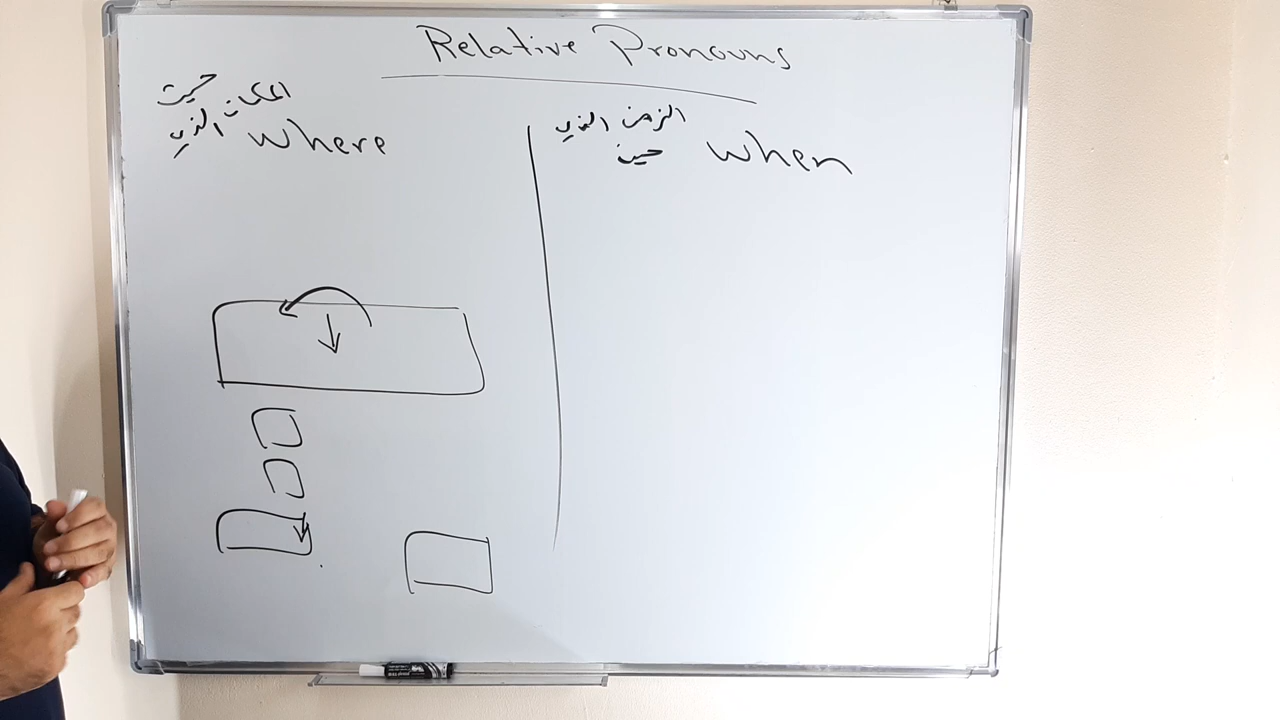 Relative Pronouns
حيث
المكان الذي where
الزمن الذي
حين when